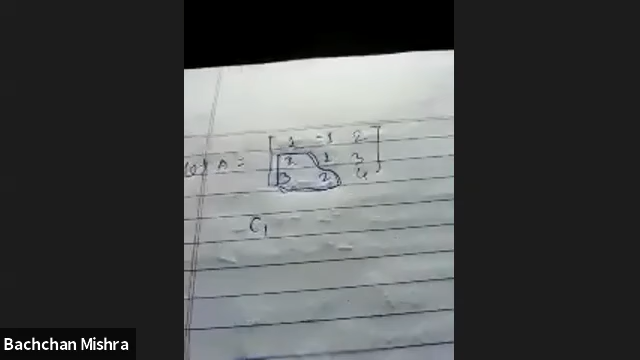 A = [ 1 -1 2
2 1 3
3 2 4 ]
C₁
Bachchan Mishra